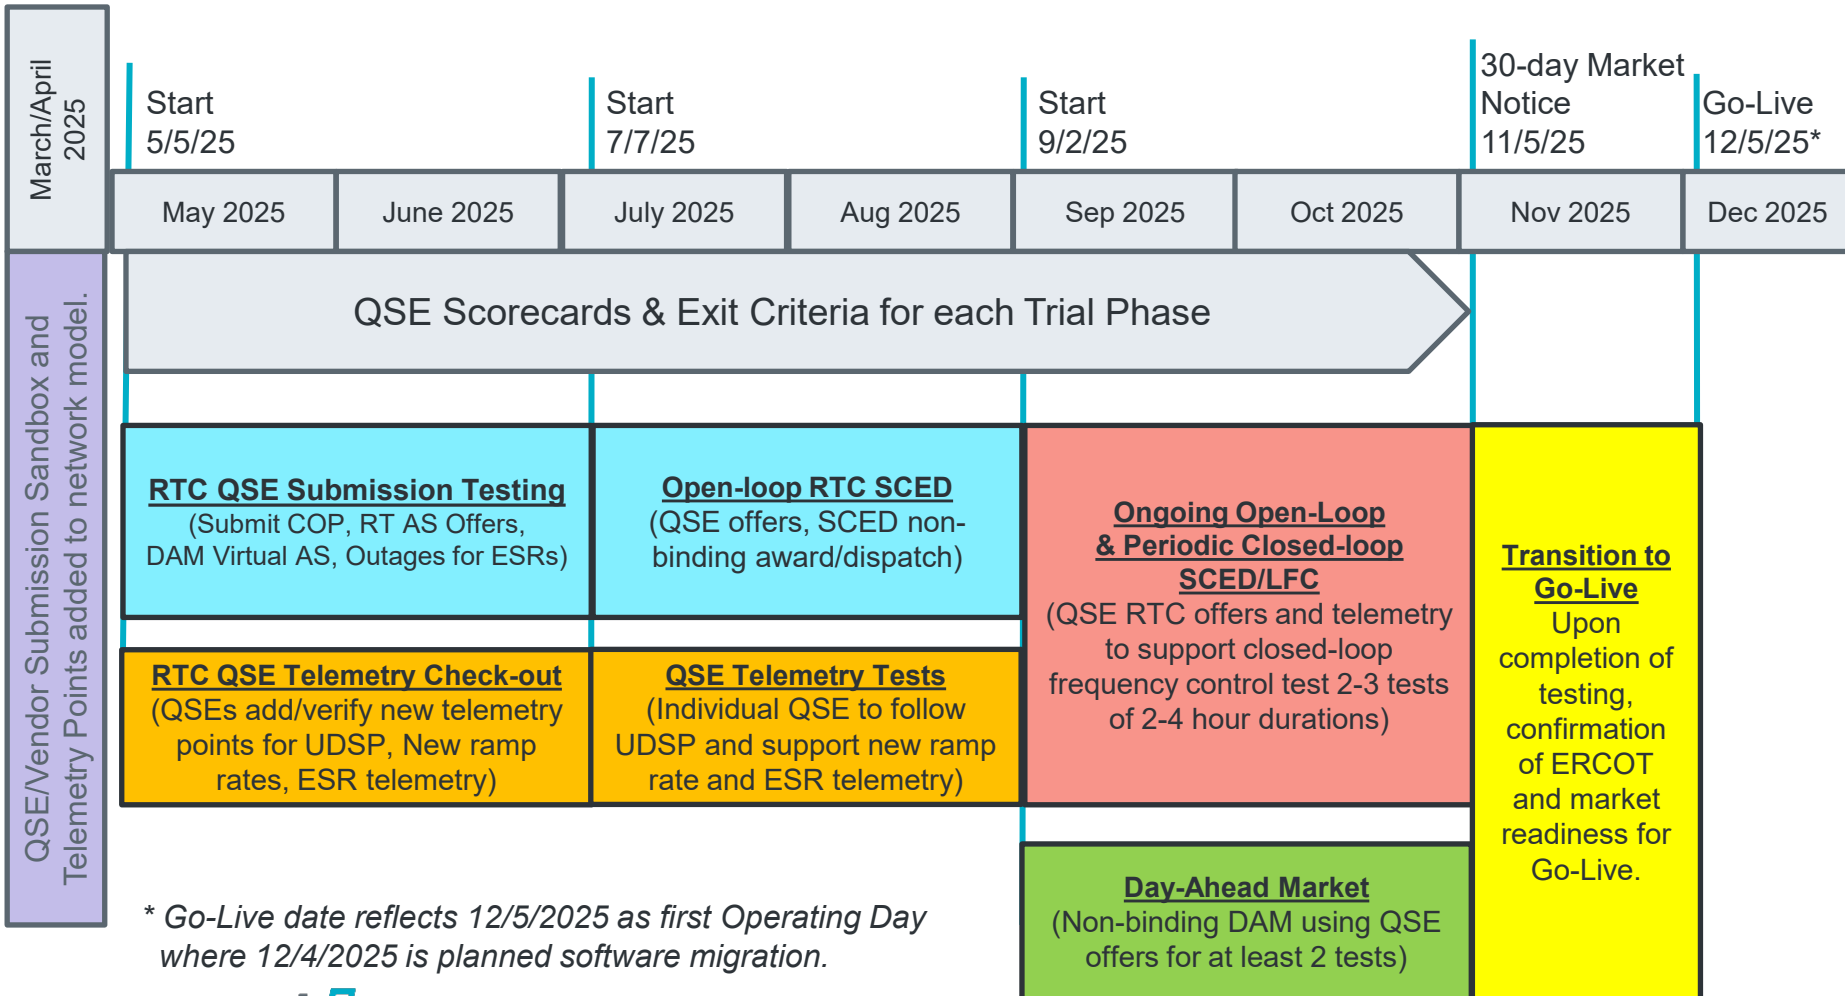 March/April
2025
Start
5/5/25
Start
7/7/25
Start
9/2/25
30-day Market
Notice
11/5/25
Go-Live
12/5/25*
May 2025
June 2025
July 2025
Aug 2025
Sep 2025
Oct 2025
Nov 2025
Dec 2025
QSE/Vendor Submission Sandbox and
Telemetry Points added to network model.
QSE Scorecards & Exit Criteria for each Trial Phase
RTC QSE Submission Testing
(Submit COP, RT AS Offers,
DAM Virtual AS, Outages for ESRs)
Open-loop RTC SCED
(QSE offers, SCED non-
binding award/dispatch)
RTC QSE Telemetry Check-out
(QSEs add/verify new telemetry
points for UDSP, New ramp
rates, ESR telemetry)
QSE Telemetry Tests
(Individual QSE to follow
UDSP and support new ramp
rate and ESR telemetry)
Ongoing Open-Loop
& Periodic Closed-loop
SCED/LFC
(QSE RTC offers and telemetry
to support closed-loop
frequency control test 2-3 tests
of 2-4 hour durations)
Day-Ahead Market
(Non-binding DAM using QSE
offers for at least 2 tests)
Transition to
Go-Live
Upon
completion of
testing,
confirmation
of ERCOT
and market
readiness for
Go-Live.
* Go-Live date reflects 12/5/2025 as first Operating Day
where 12/4/2025 is planned software migration.